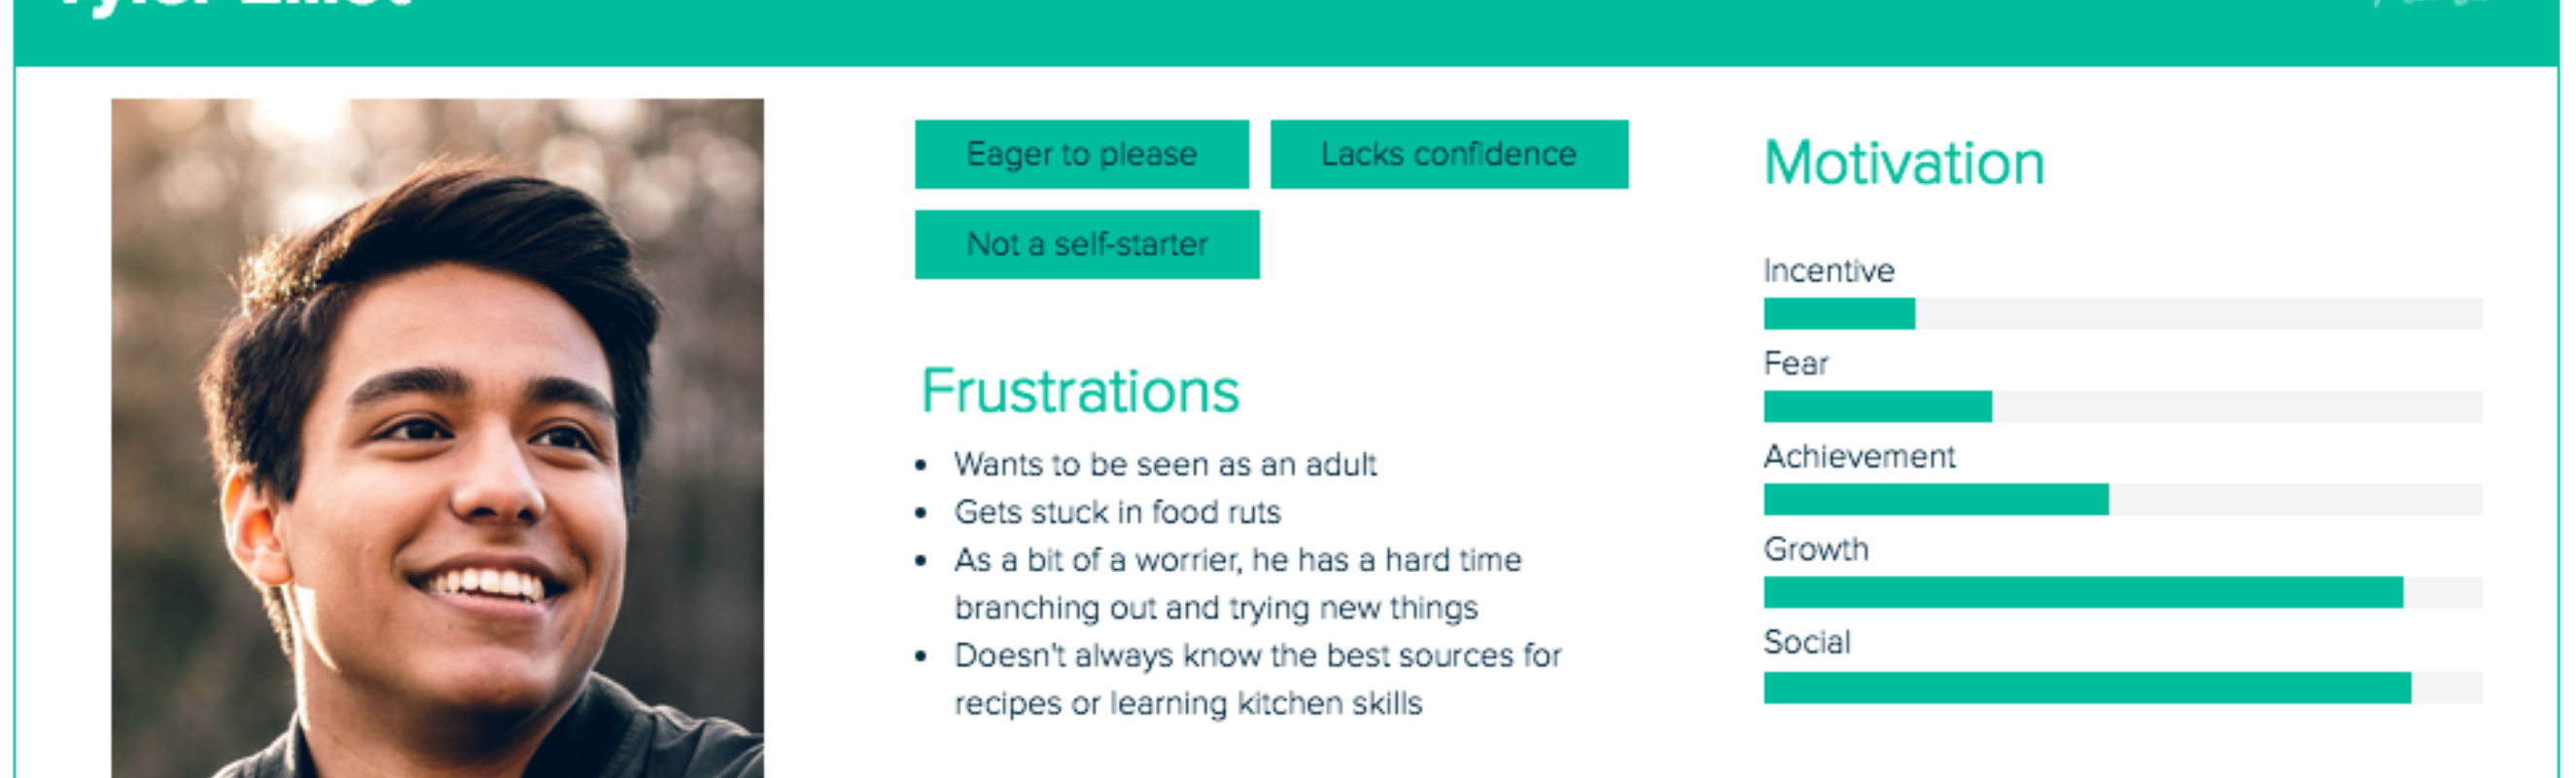 Tyler Elliot
Eager to please
Lacks confidence
Not a self-starter
Frustrations
• Wants to be seen as an adult
• Gets stuck in food ruts
• As a bit of a worrier, he has a hard time
branching out and trying new things
• Doesn't always know the best sources for
recipes or learning kitchen skills
Motivation
Incentive
Fear
Achievement
Growth
Social